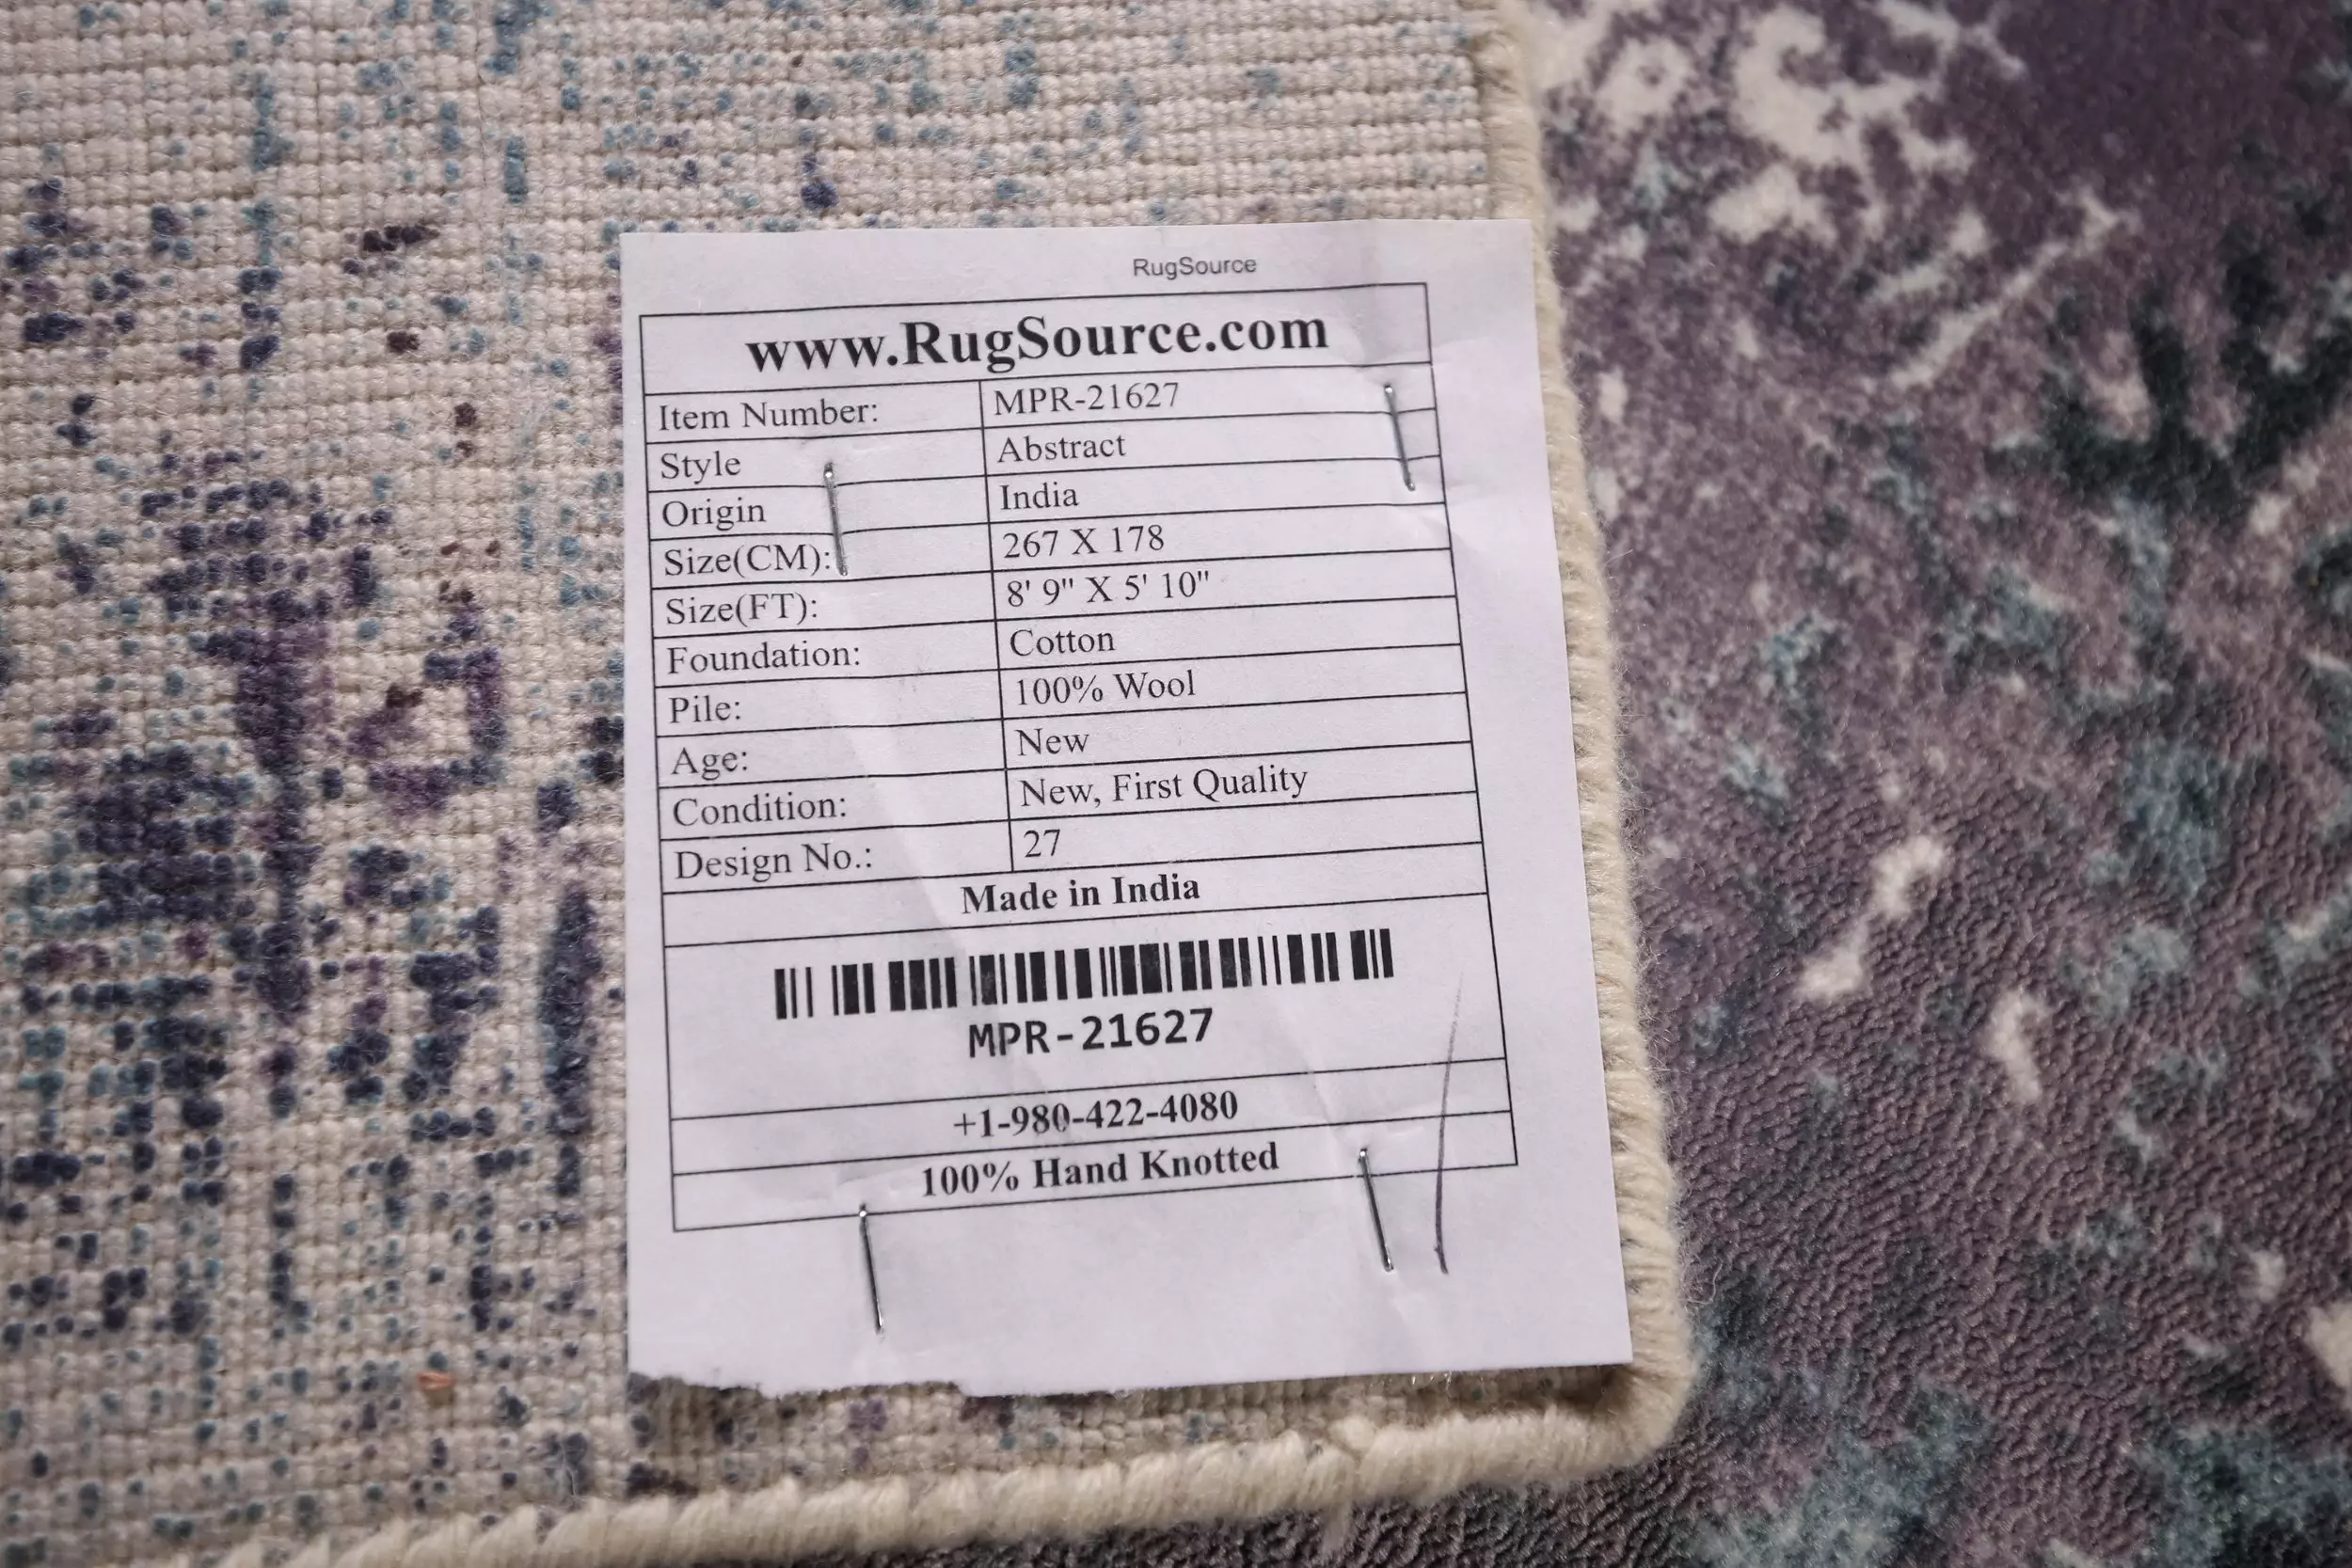 RugSource
www.RugSource.com
Item Number: MPR-21627
Style Abstract
Origin India
Size(CM): 267 X 178
Size(FT): 8' 9" X 5' 10"
Foundation: Cotton
Pile: 100% Wool
Age: New
Condition: New, First Quality
Design No.: 27
Made in India
MPR-21627
+1-980-422-4080
100% Hand Knotted